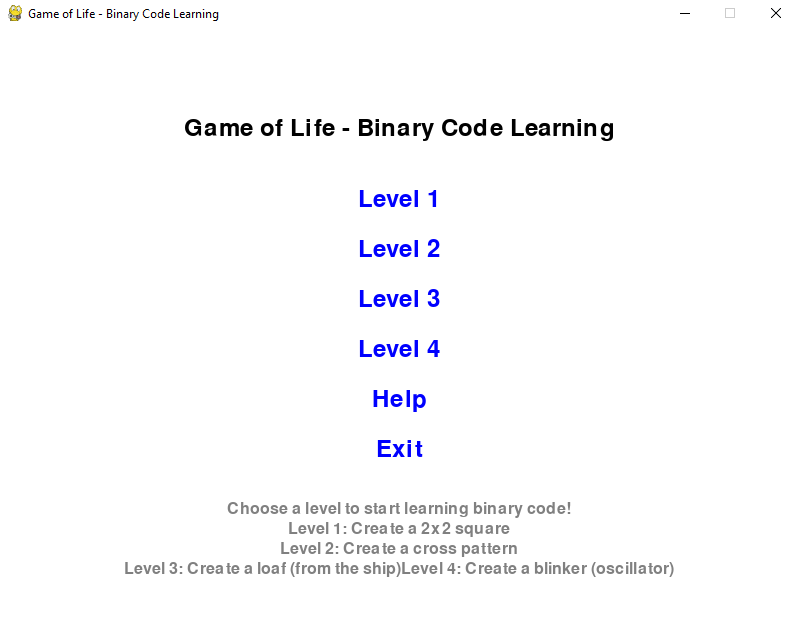 Game of Life - Binary Code Learning
Game of Life - Binary Code Learning
Level 1
Level 2
Level 3
Level 4
Help
Exit
Choose a level to start learning binary code!
Level 1: Create a 2x2 square
Level 2: Create a cross pattern
Level 3: Create a loaf (from the ship)Level 4: Create a blinker (oscillator)